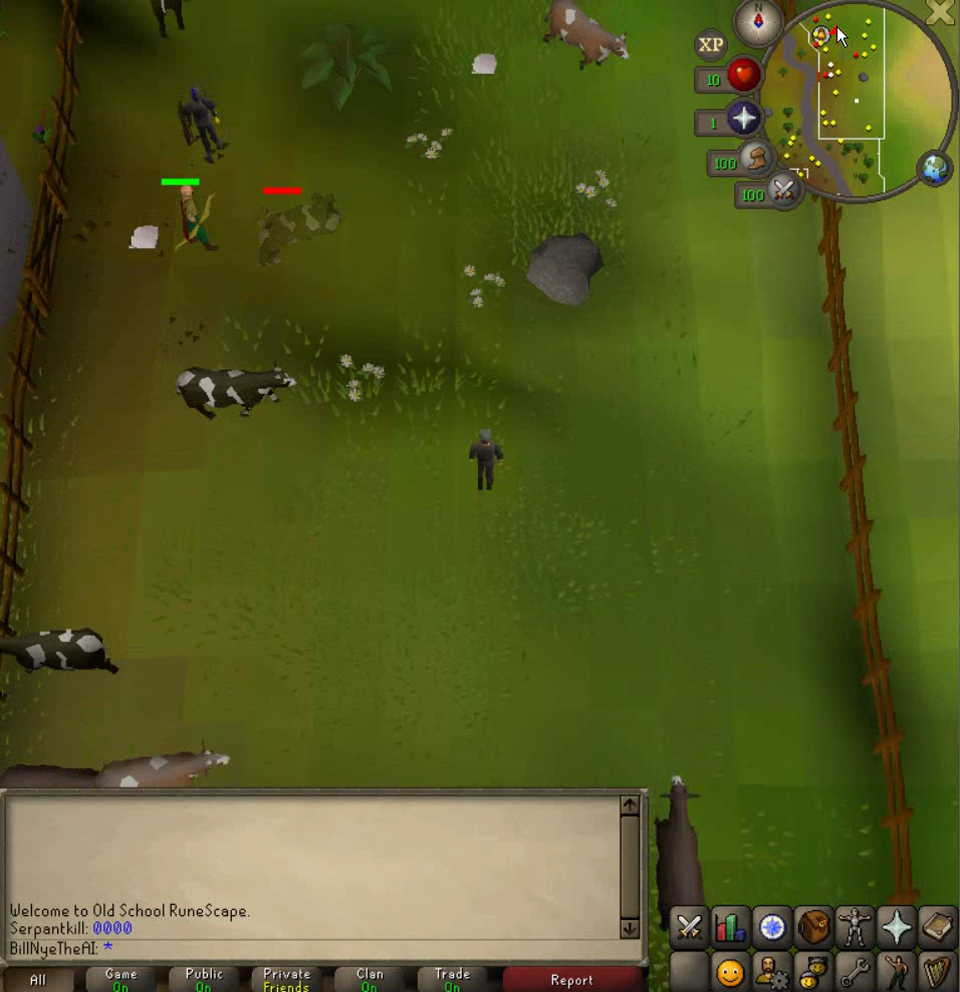 N
XP
10
1
100
100
Welcome to Old School RuneScape.
Serpantkill: 0000
BillNyeTheAI: *
All
Game
On
Public
On
Private
Friends
Clan
On
Trade
On
Report